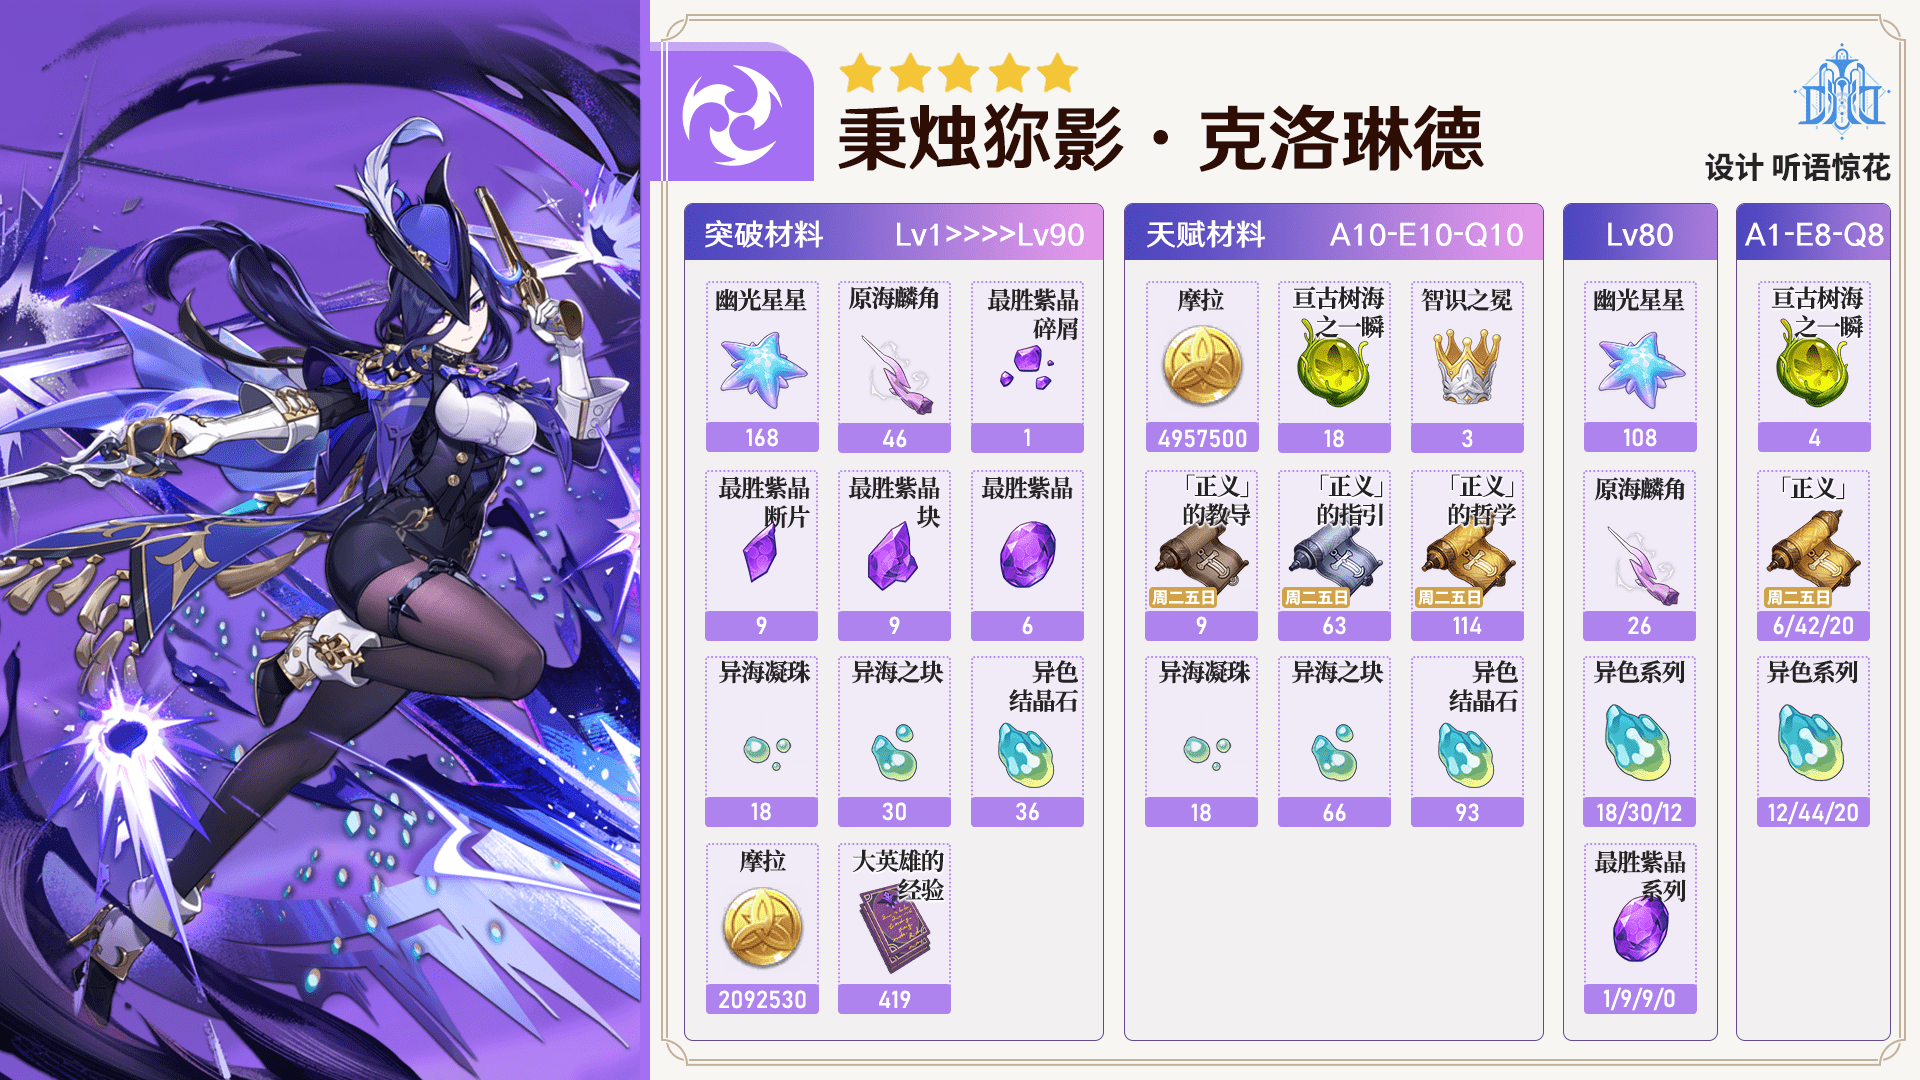 秉烛狝影·克洛琳德
设计 听语惊花
突破材料 Lv1>>>>Lv90
幽光星星
168
原海麟角
46
最胜紫晶
碎屑
1
最胜紫晶
断片
9
最胜紫晶
块
9
最胜紫晶
6
异海凝珠
18
异海之块
30
异色
结晶石
36
摩拉
2092530
大英雄的
经验
419
天赋材料 A10-E10-Q10
摩拉
4957500
亘古树海
之一瞬
18
智识之冕
3
「正义」
的教导
周二五日
9
「正义」
的指引
周二五日
63
「正义」
的哲学
周二五日
114
异海凝珠
18
异海之块
66
异色
结晶石
93
Lv80
幽光星星
108
原海麟角
26
异色系列
18/30/12
最胜紫晶
系列
1/9/9/0
A1-E8-Q8
亘古树海
之一瞬
4
「正义」
周二五日
6/42/20
异色系列
12/44/20